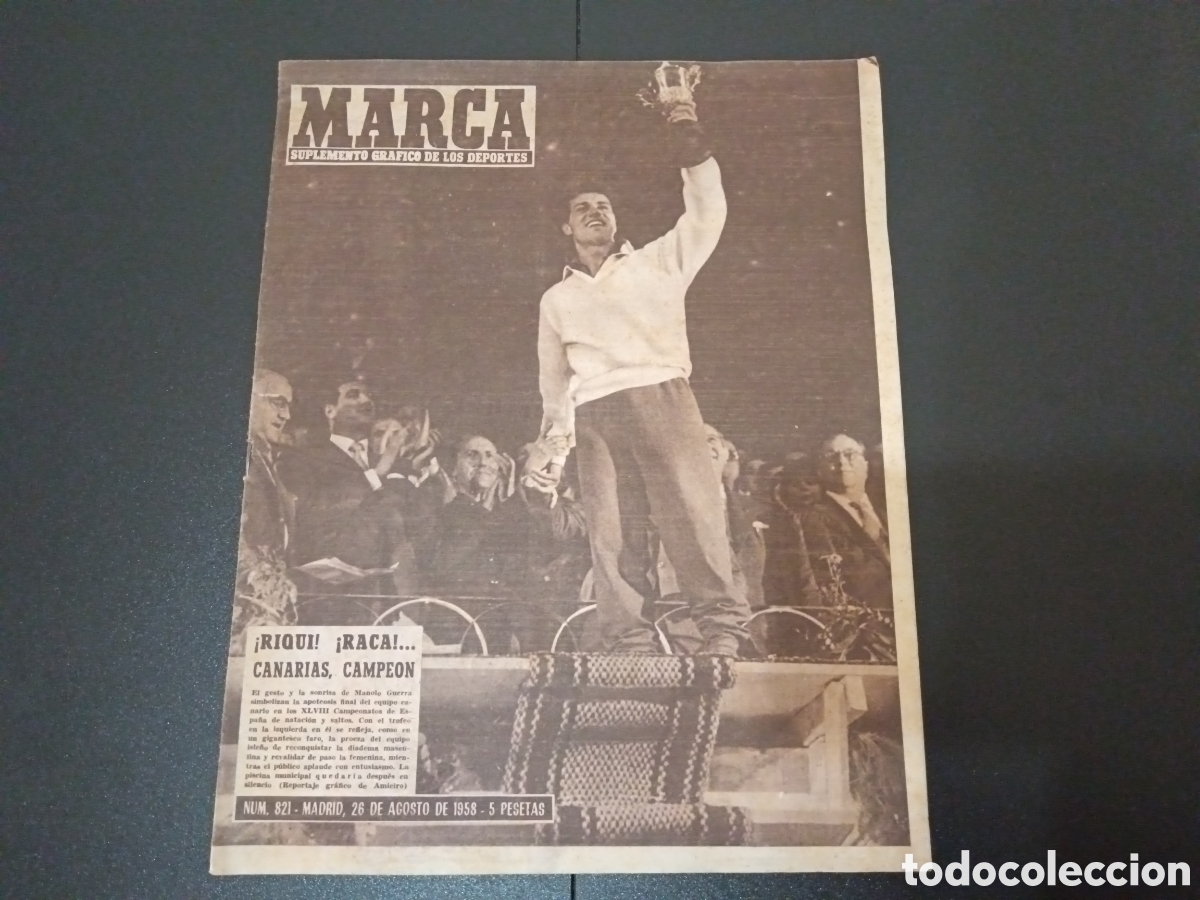 MARCA
SUPLEMENTO GRAFICO DE LOS DEPORTES
¡RIQUI! ¡RACA!...
CANARIAS, CAMPEON
El gesto y la sonrisa de Manolo Guerra
simbolizan la apoteosis final del equipo ca-
nario en los XLVIII Campeonatos de Es-
paña de natación y saltos. Con el trofeo
en la izquierda en él se refleja, como en
un gigantesco faro, la proeza del equipo
isleño de reconquistar la diadema mascu-
lina y revalidar de paso la femenina, mien-
tras el público aplaude con entusiasmo. La
piscina municipal quedaría después en
silencio (Reportaje gráfico de Amieiro)
NUM. 821 - MADRID, 26 DE AGOSTO DE 1958 - 5 PESETAS
todocoleccion.net